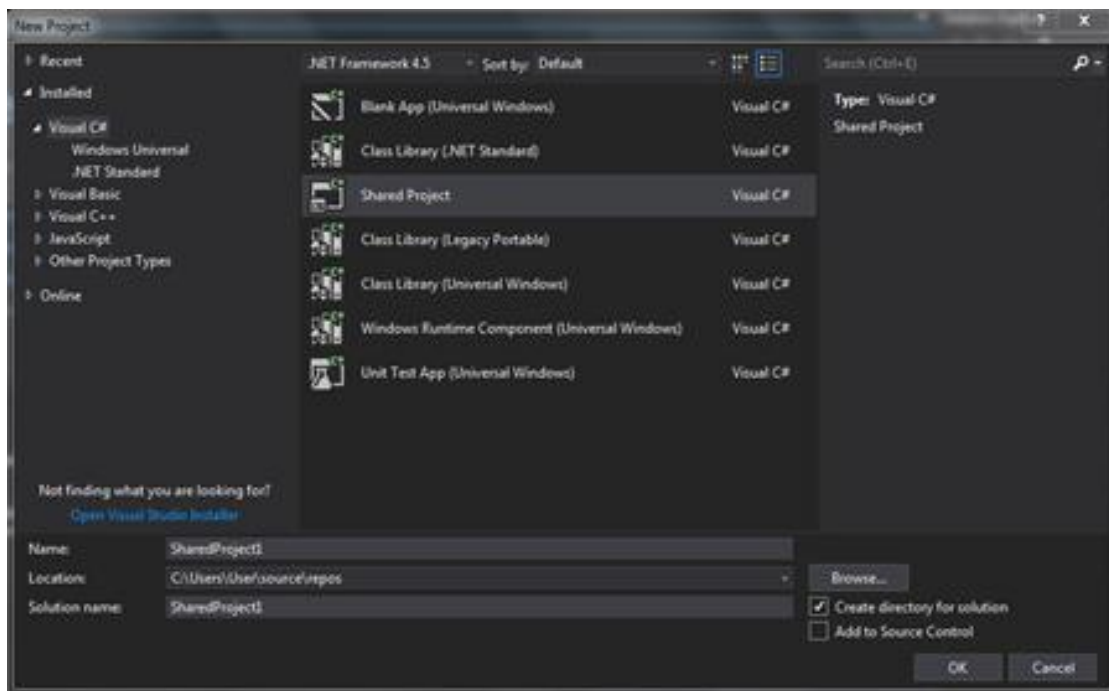 New Project
? X
Recent
Installed
Visual C#
Windows Universal
.NET Standard
Visual Basic
Visual C++
JavaScript
Other Project Types
Online
Not finding what you are looking for?
Open Visual Studio Installer
.NET Framework 4.5 Sort by: Default
Blank App (Universal Windows) Visual C#
Class Library (.NET Standard) Visual C#
Shared Project Visual C#
Class Library (Legacy Portable) Visual C#
Class Library (Universal Windows) Visual C#
Windows Runtime Component (Universal Windows) Visual C#
Unit Test App (Universal Windows) Visual C#
Search (Ctrl+E)
Type: Visual C#
Shared Project
Name: SharedProject1
Location: C:\Users\User\source\repos
Browse...
Solution name: SharedProject1
Create directory for solution
Add to Source Control
OK Cancel